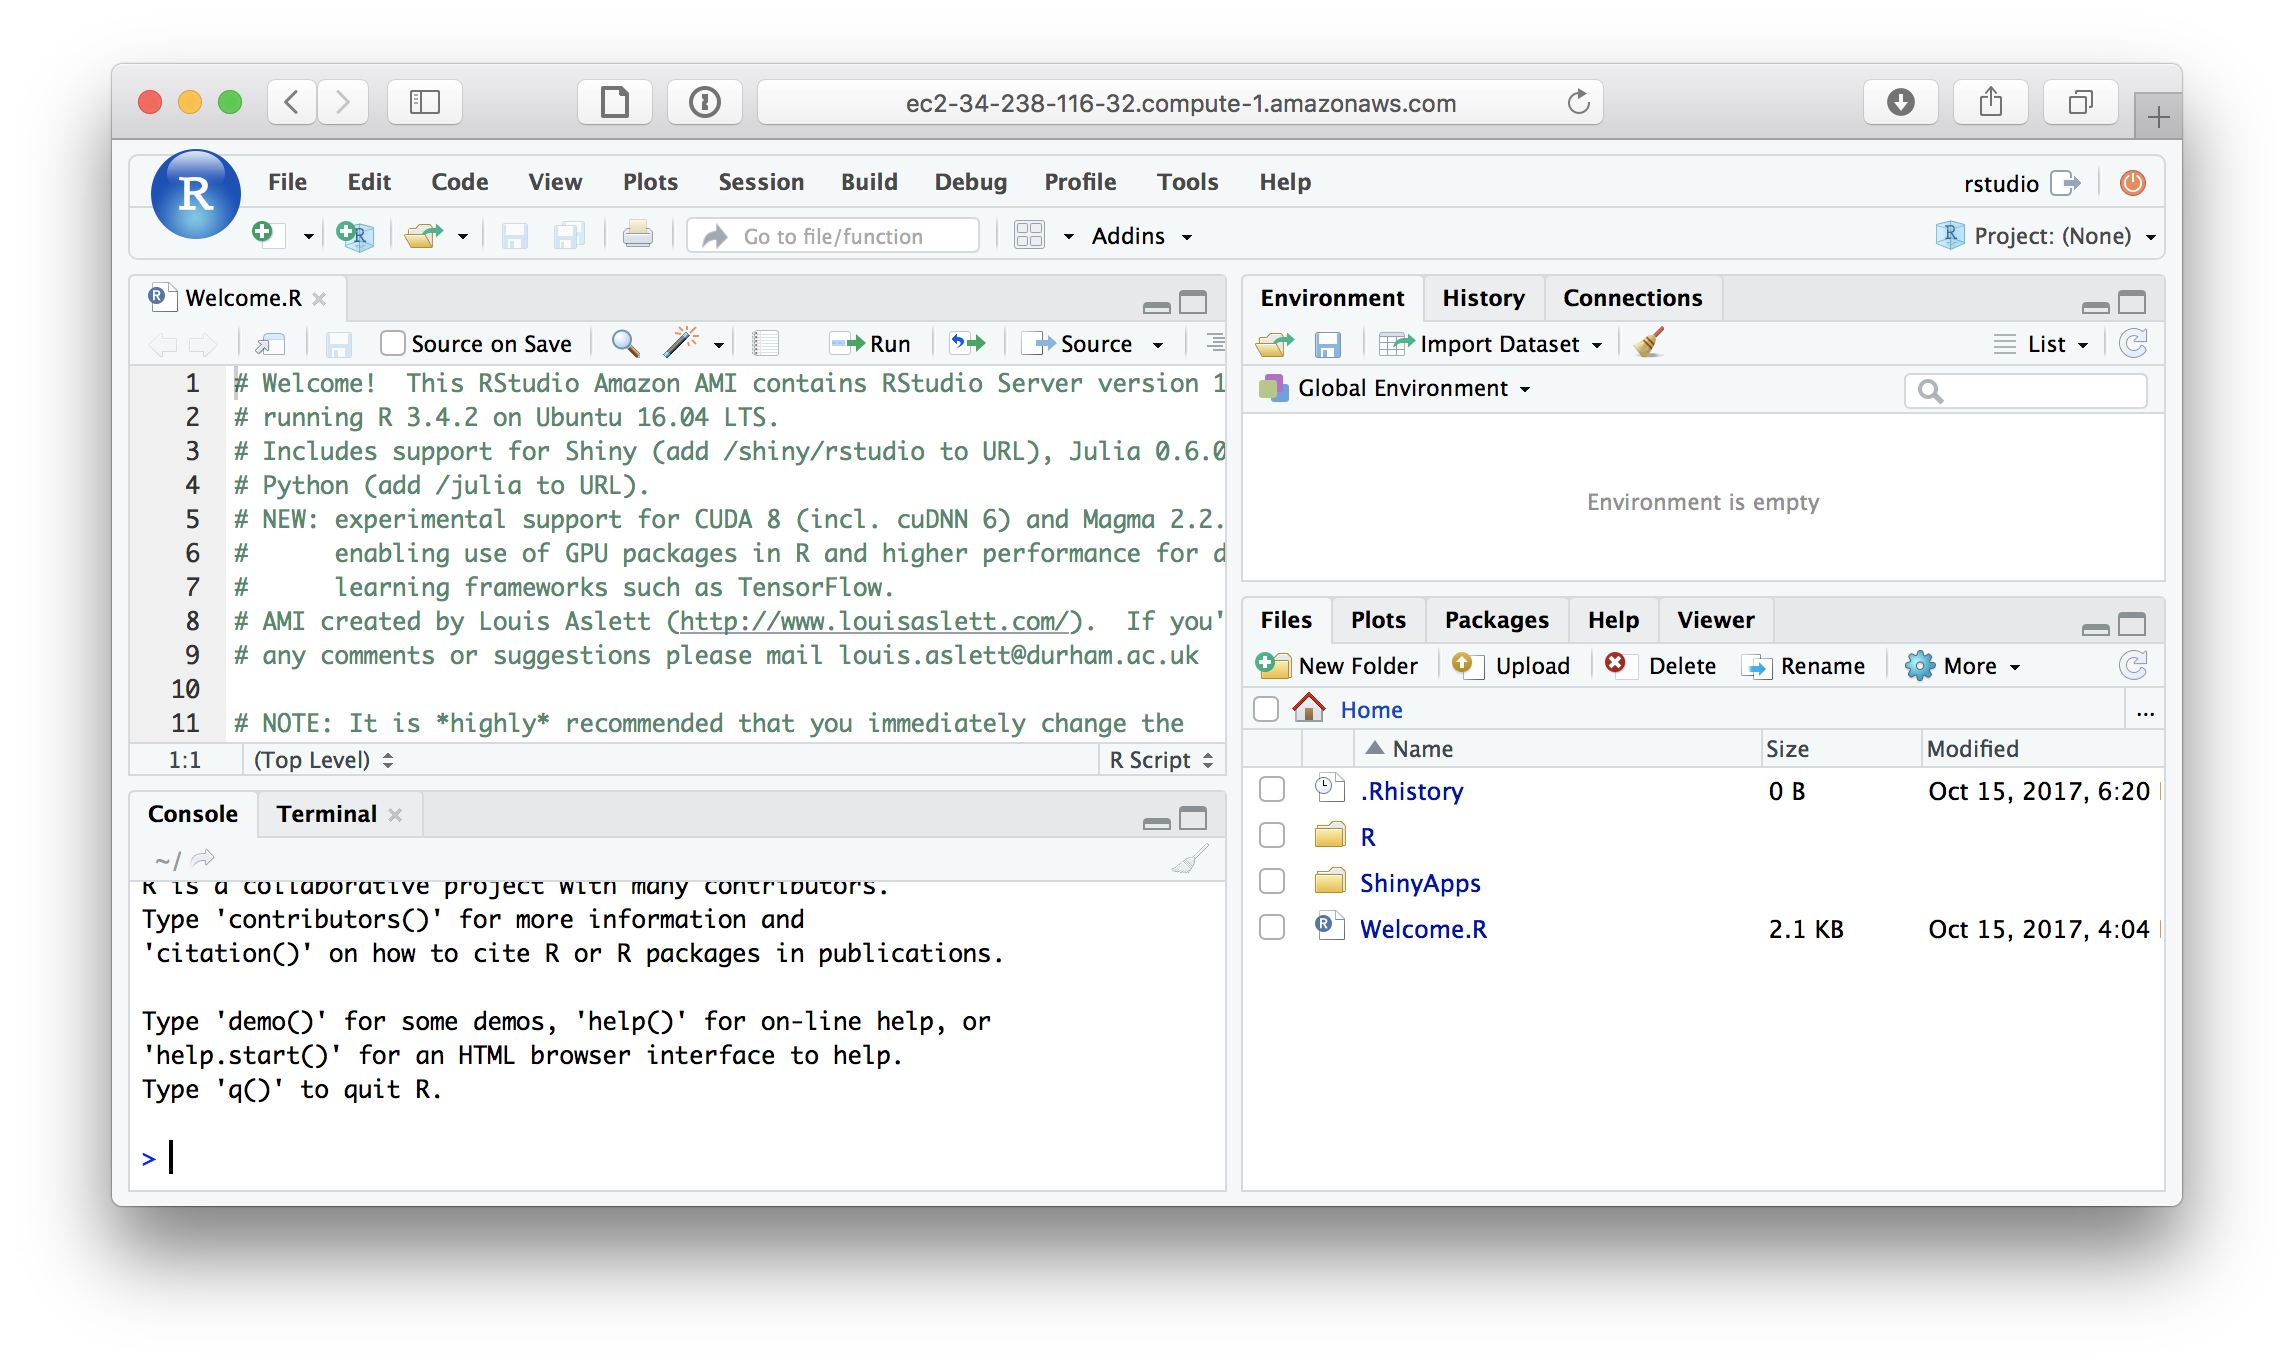 ec2-34-238-116-32.compute-1.amazonaws.com
R
File Edit Code View Plots Session Build Debug Profile Tools Help
rstudio
Go to file/function
Addins
Project: (None)
Welcome.R
Source on Save
Run
Source
1 # Welcome!  This RStudio Amazon AMI contains RStudio Server version 1
2 # running R 3.4.2 on Ubuntu 16.04 LTS.
3 # Includes support for Shiny (add /shiny/rstudio to URL), Julia 0.6.0
4 # Python (add /julia to URL).
5 # NEW: experimental support for CUDA 8 (incl. cuDNN 6) and Magma 2.2.
6 #      enabling use of GPU packages in R and higher performance for d
7 #      learning frameworks such as TensorFlow.
8 # AMI created by Louis Aslett (http://www.louisaslett.com/).  If you'
9 # any comments or suggestions please mail louis.aslett@durham.ac.uk
10
11 # NOTE: It is *highly* recommended that you immediately change the
1:1 (Top Level) R Script
Console Terminal
~/
R is a collaborative project with many contributors.
Type 'contributors()' for more information and
'citation()' on how to cite R or R packages in publications.
Type 'demo()' for some demos, 'help()' for on-line help, or
'help.start()' for an HTML browser interface to help.
Type 'q()' to quit R.
>
Environment History Connections
Import Dataset List
Global Environment
Environment is empty
Files Plots Packages Help Viewer
New Folder Upload Delete Rename More
Home ...
Name Size Modified
.Rhistory 0 B Oct 15, 2017, 6:20
R
ShinyApps
Welcome.R 2.1 KB Oct 15, 2017, 4:04